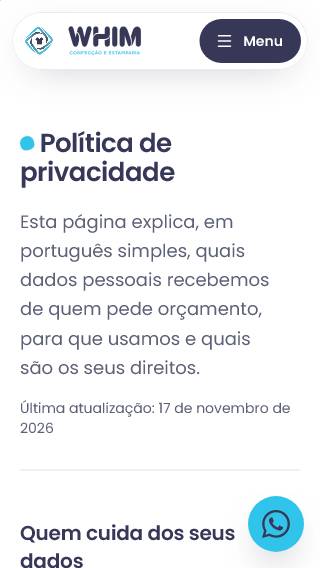 WHIM
CONFECÇÃO E ESTAMPARIA
Menu
Política de
privacidade
Esta página explica, em
português simples, quais
dados pessoais recebemos
de quem pede orçamento,
para que usamos e quais
são os seus direitos.
Última atualização: 17 de novembro de
2026
Quem cuida dos seus
dados